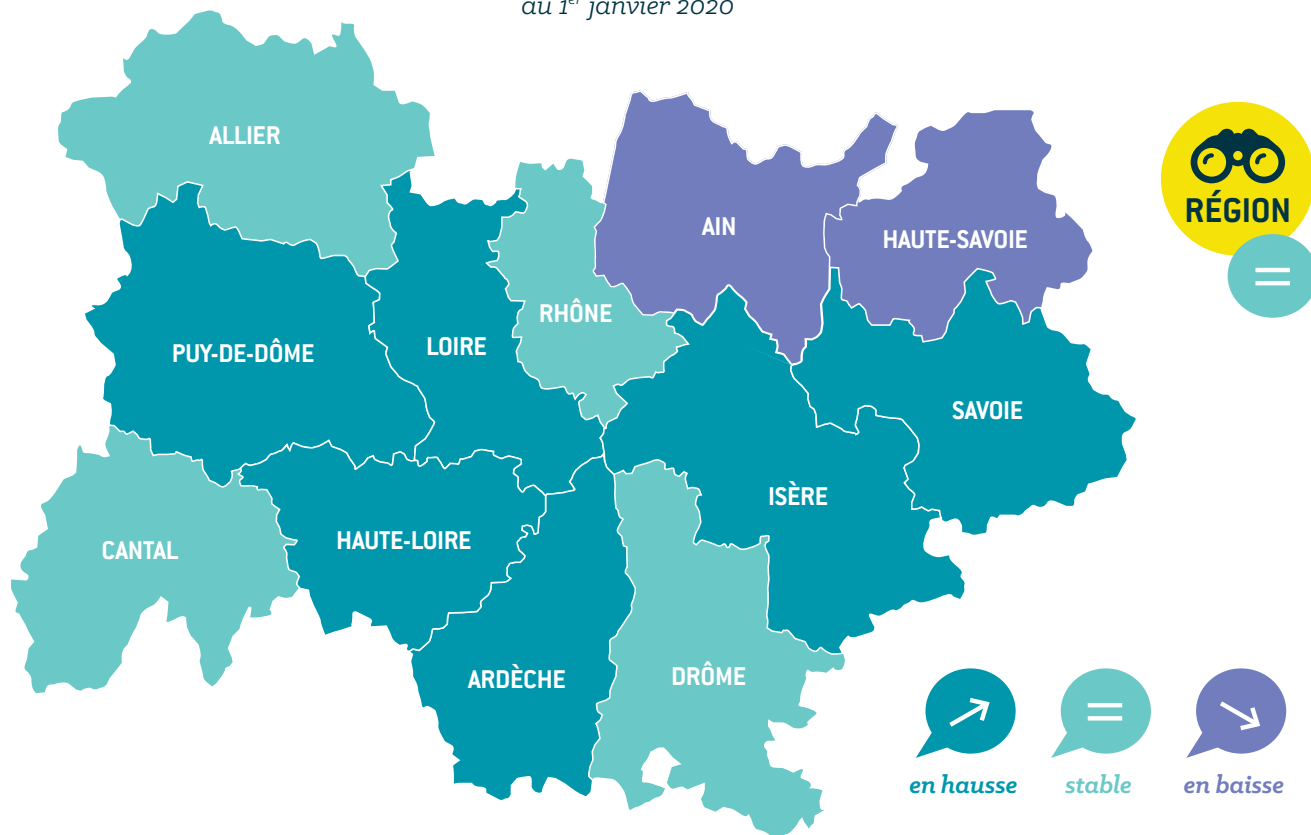 au 1er janvier 2020
ALLIER
AIN
HAUTE-SAVOIE
RÉGION
=
RHÔNE
PUY-DE-DÔME
LOIRE
SAVOIE
ISÈRE
CANTAL
HAUTE-LOIRE
ARDÈCHE
DRÔME
=
en hausse
stable
en baisse